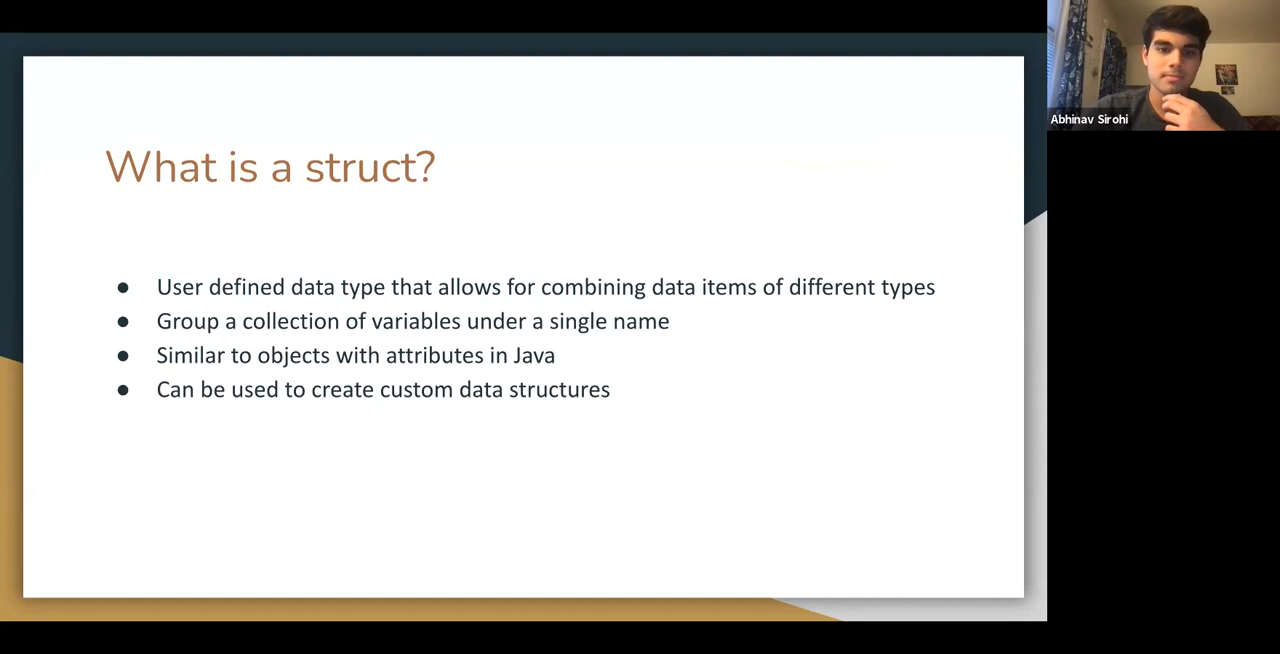 What is a struct?
● User defined data type that allows for combining data items of different types
● Group a collection of variables under a single name
● Similar to objects with attributes in Java
● Can be used to create custom data structures
Abhinav Sirohi